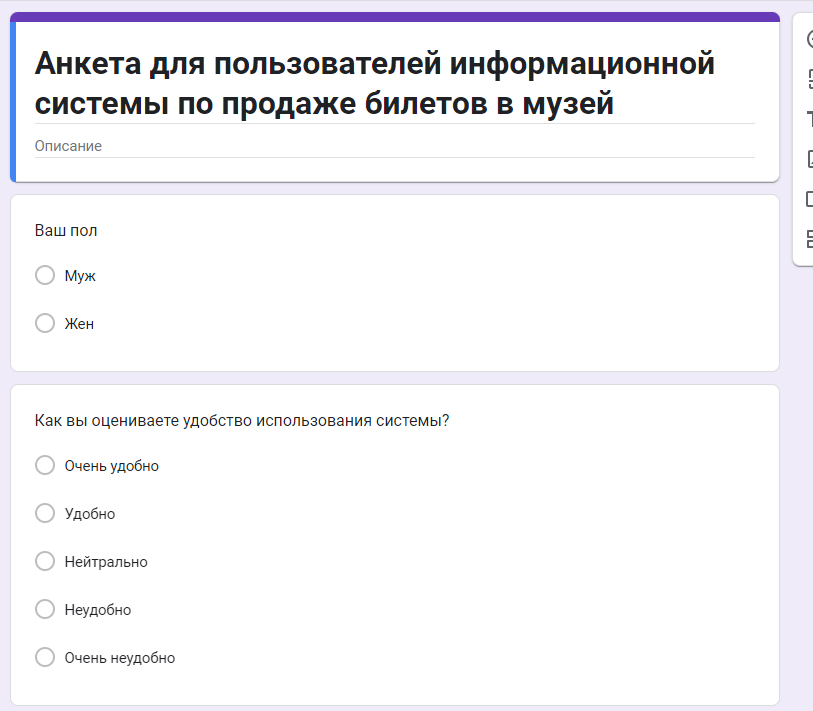 Анкета для пользователей информационной
системы по продаже билетов в музей
Описание
Ваш пол
Муж
Жен
Как вы оцениваете удобство использования системы?
Очень удобно
Удобно
Нейтрально
Неудобно
Очень неудобно